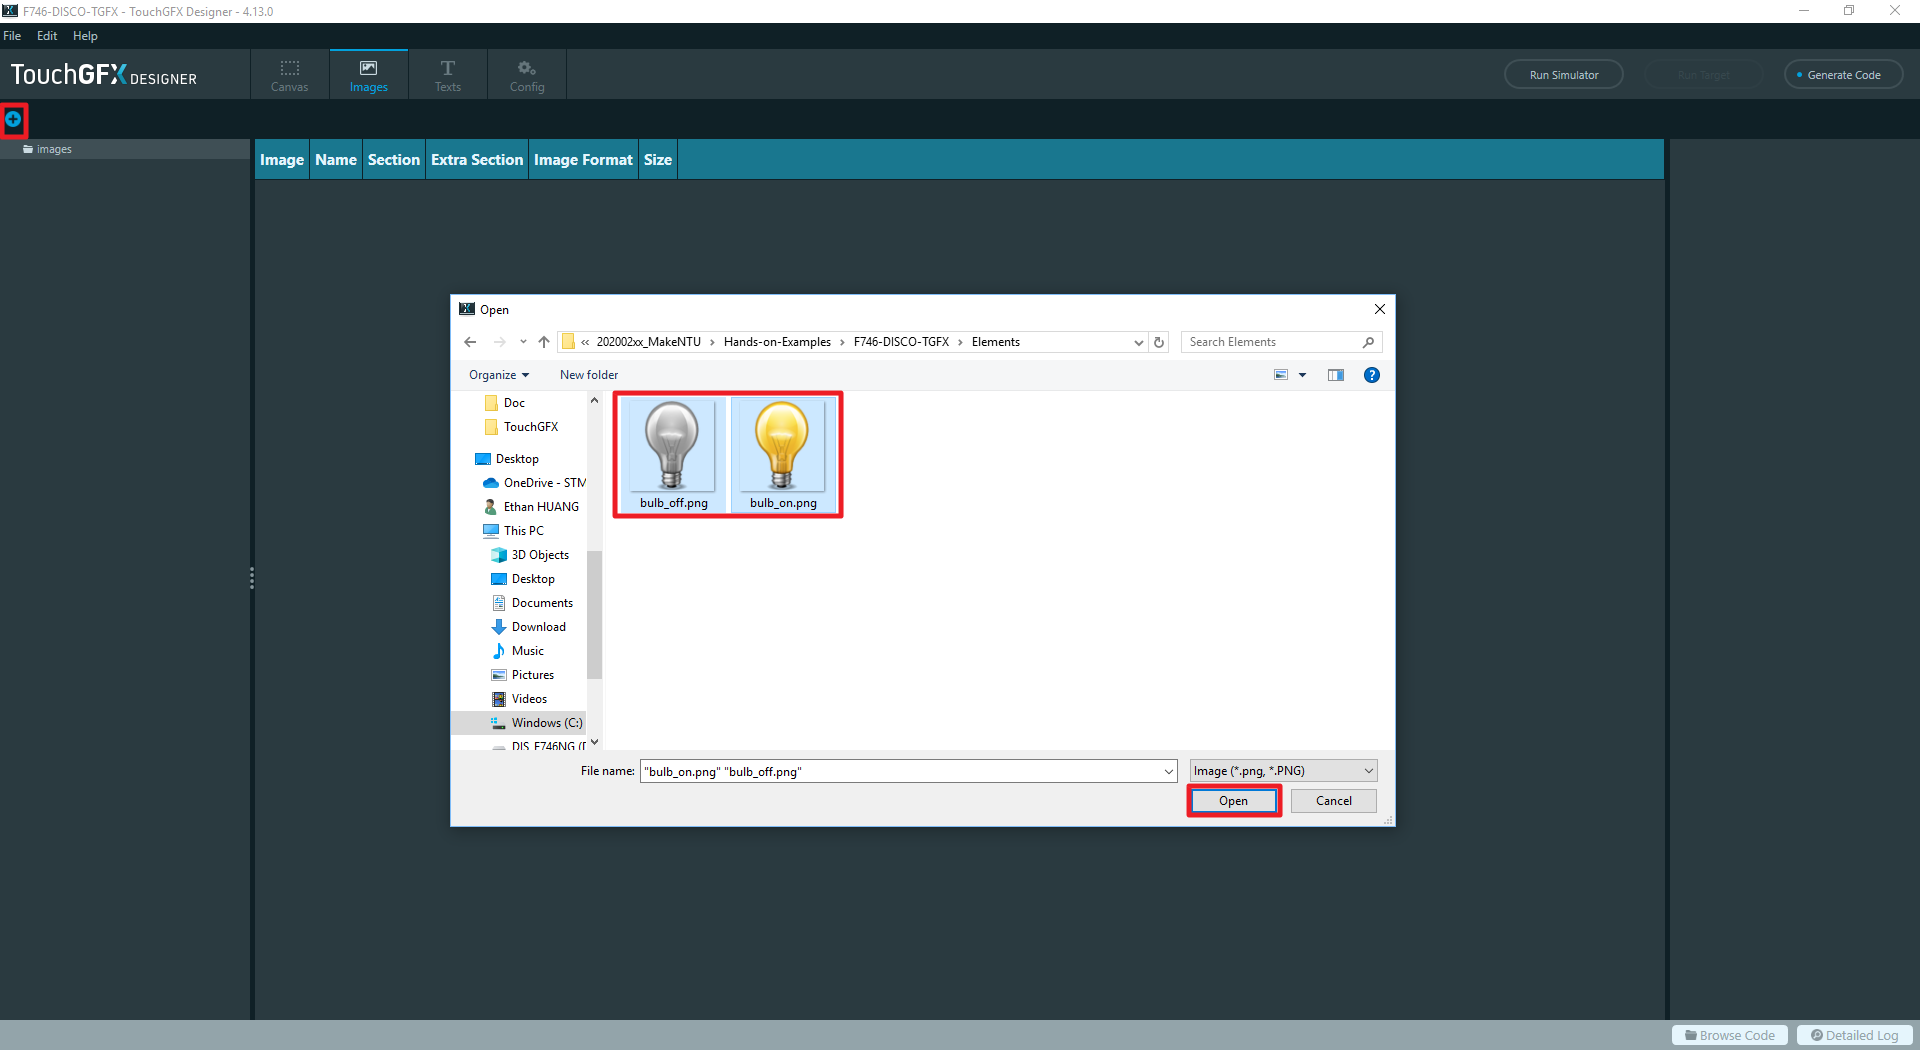 F746-DISCO-TGFX - TouchGFX Designer - 4.13.0
File Edit Help
TouchGFX DESIGNER
Canvas
Images
Texts
Config
Run Simulator
Run Target
Generate Code
images
Image Name Section Extra Section Image Format Size
Open
« 202002xx_MakeNTU › Hands-on-Examples › F746-DISCO-TGFX › Elements
Search Elements
Organize
New folder
Doc
TouchGFX
Desktop
OneDrive - STM
Ethan HUANG
This PC
3D Objects
Desktop
Documents
Download
Music
Pictures
Videos
Windows (C:)
DIS_F746NG (
bulb_off.png
bulb_on.png
File name: "bulb_on.png" "bulb_off.png"
Image (*.png, *.PNG)
Open
Cancel
Browse Code
Detailed Log